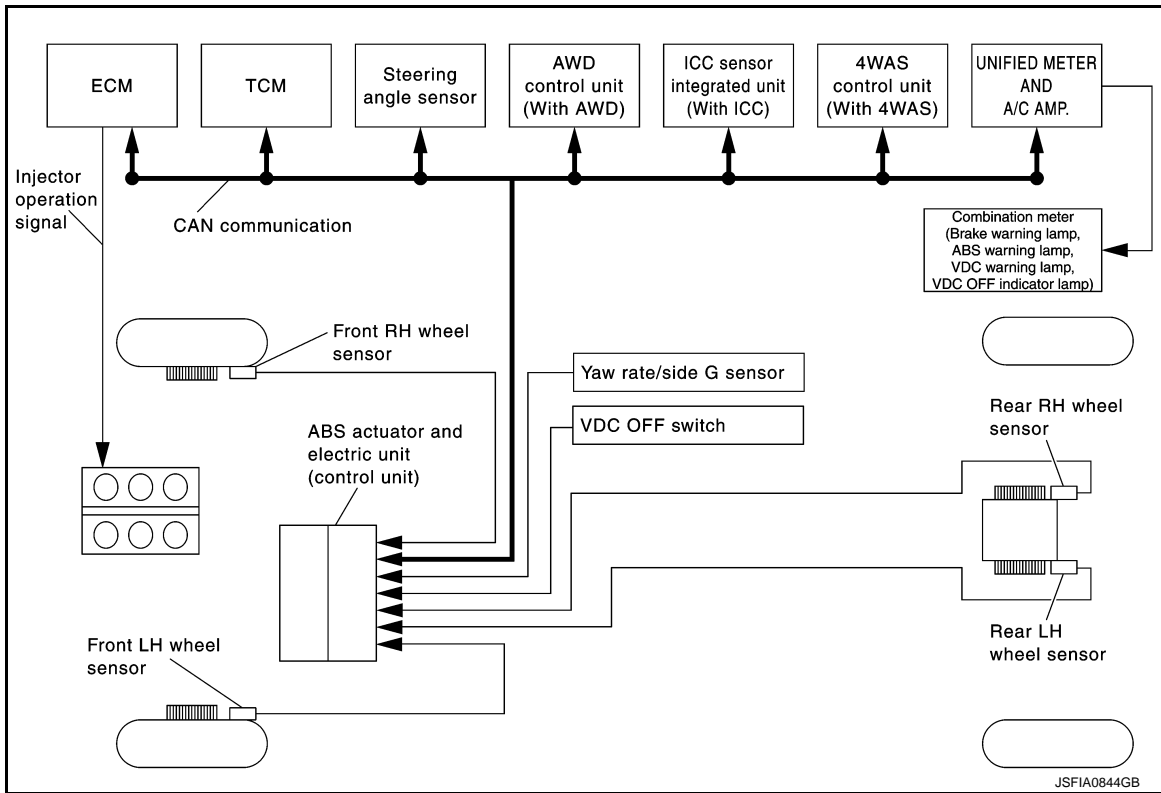 ECM
TCM
Steering
angle sensor
AWD
control unit
(With AWD)
ICC sensor
integrated unit
(With ICC)
4WAS
control unit
(With 4WAS)
UNIFIED METER
AND
A/C AMP.
Injector
operation
signal
CAN communication
Combination meter
(Brake warning lamp,
ABS warning lamp,
VDC warning lamp,
VDC OFF indicator lamp)
Front RH wheel
sensor
Yaw rate/side G sensor
VDC OFF switch
Rear RH wheel
sensor
ABS actuator and
electric unit
(control unit)
Front LH wheel
sensor
Rear LH
wheel sensor
JSFIA0844GB